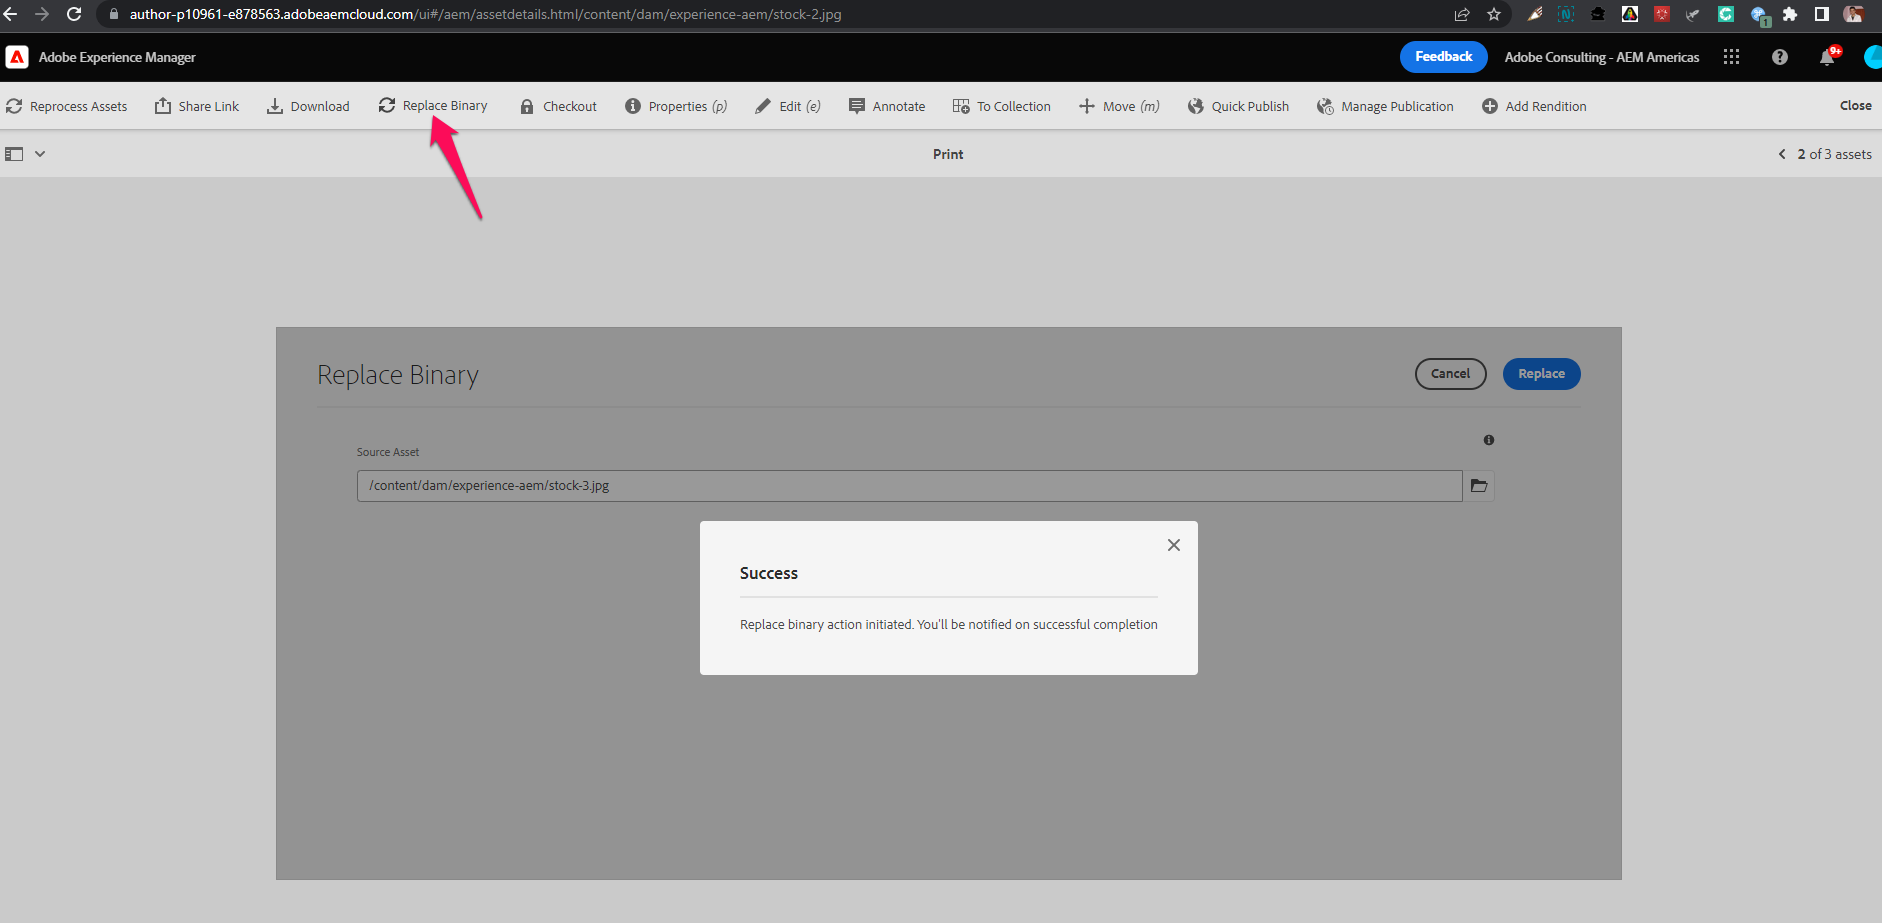 author-p10961-e878563.adobeaemcloud.com/ui#/aem/assetdetails.html/content/dam/experience-aem/stock-2.jpg
1
Adobe Experience Manager
Feedback
Adobe Consulting - AEM Americas
9+
Reprocess Assets
Share Link
Download
Replace Binary
Checkout
Properties (p)
Edit (e)
Annotate
To Collection
Move (m)
Quick Publish
Manage Publication
Add Rendition
Close
Print
2 of 3 assets
Replace Binary
Cancel
Replace
Source Asset
/content/dam/experience-aem/stock-3.jpg
Success
Replace binary action initiated. You'll be notified on successful completion